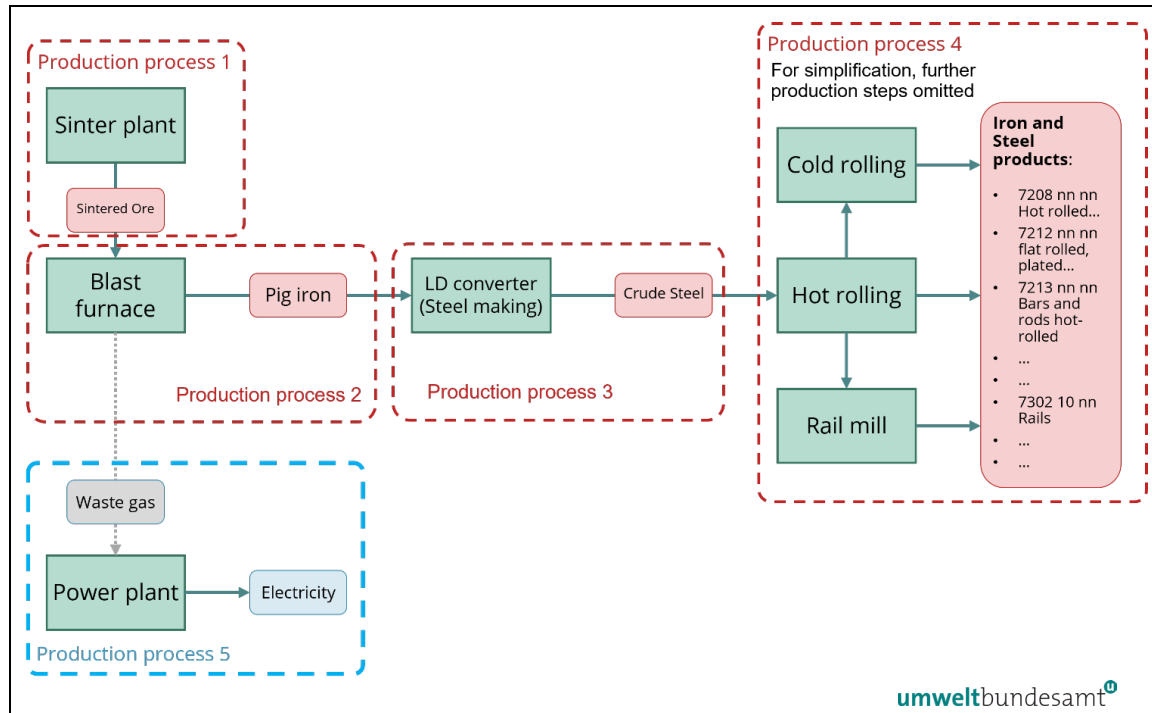 Production process 1
Sinter plant
Sintered Ore
Blast
furnace
Pig iron
Production process 2
LD converter
(Steel making)
Crude Steel
Production process 3
Production process 4
For simplification, further
production steps omitted
Cold rolling
Hot rolling
Rail mill
Iron and
Steel
products:
• 7208 nn nn
Hot rolled...
• 7212 nn nn
flat rolled,
plated...
• 7213 nn nn
Bars and
rods hot-
rolled
• ...
• ...
• 7302 10 nn
Rails
• ...
• ...
Waste gas
Power plant
Electricity
Production process 5
umweltbundesamt u